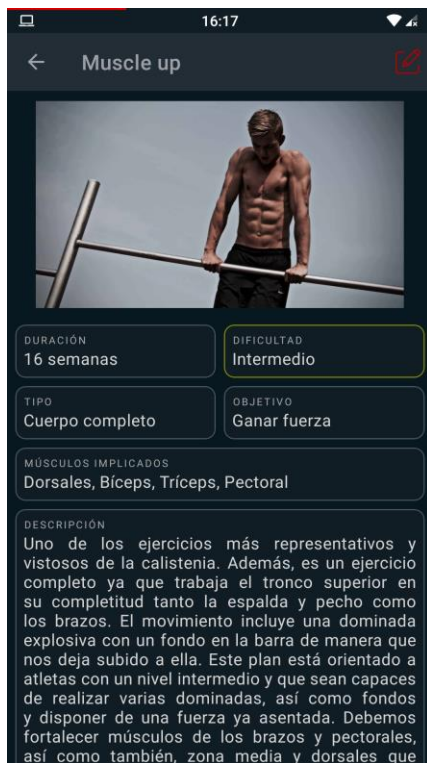 16:17
Muscle up
DURACIÓN
16 semanas
DIFICULTAD
Intermedio
TIPO
Cuerpo completo
OBJETIVO
Ganar fuerza
MÚSCULOS IMPLICADOS
Dorsales, Bíceps, Tríceps, Pectoral
DESCRIPCIÓN
Uno de los ejercicios más representativos y
vistosos de la calistenia. Además, es un ejercicio
completo ya que trabaja el tronco superior en
su completitud tanto la espalda y pecho como
los brazos. El movimiento incluye una dominada
explosiva con un fondo en la barra de manera que
nos deja subido a ella. Este plan está orientado a
atletas con un nivel intermedio y que sean capaces
de realizar varias dominadas, así como fondos
y disponer de una fuerza ya asentada. Debemos
fortalecer músculos de los brazos y pectorales,
así como también, zona media y dorsales que